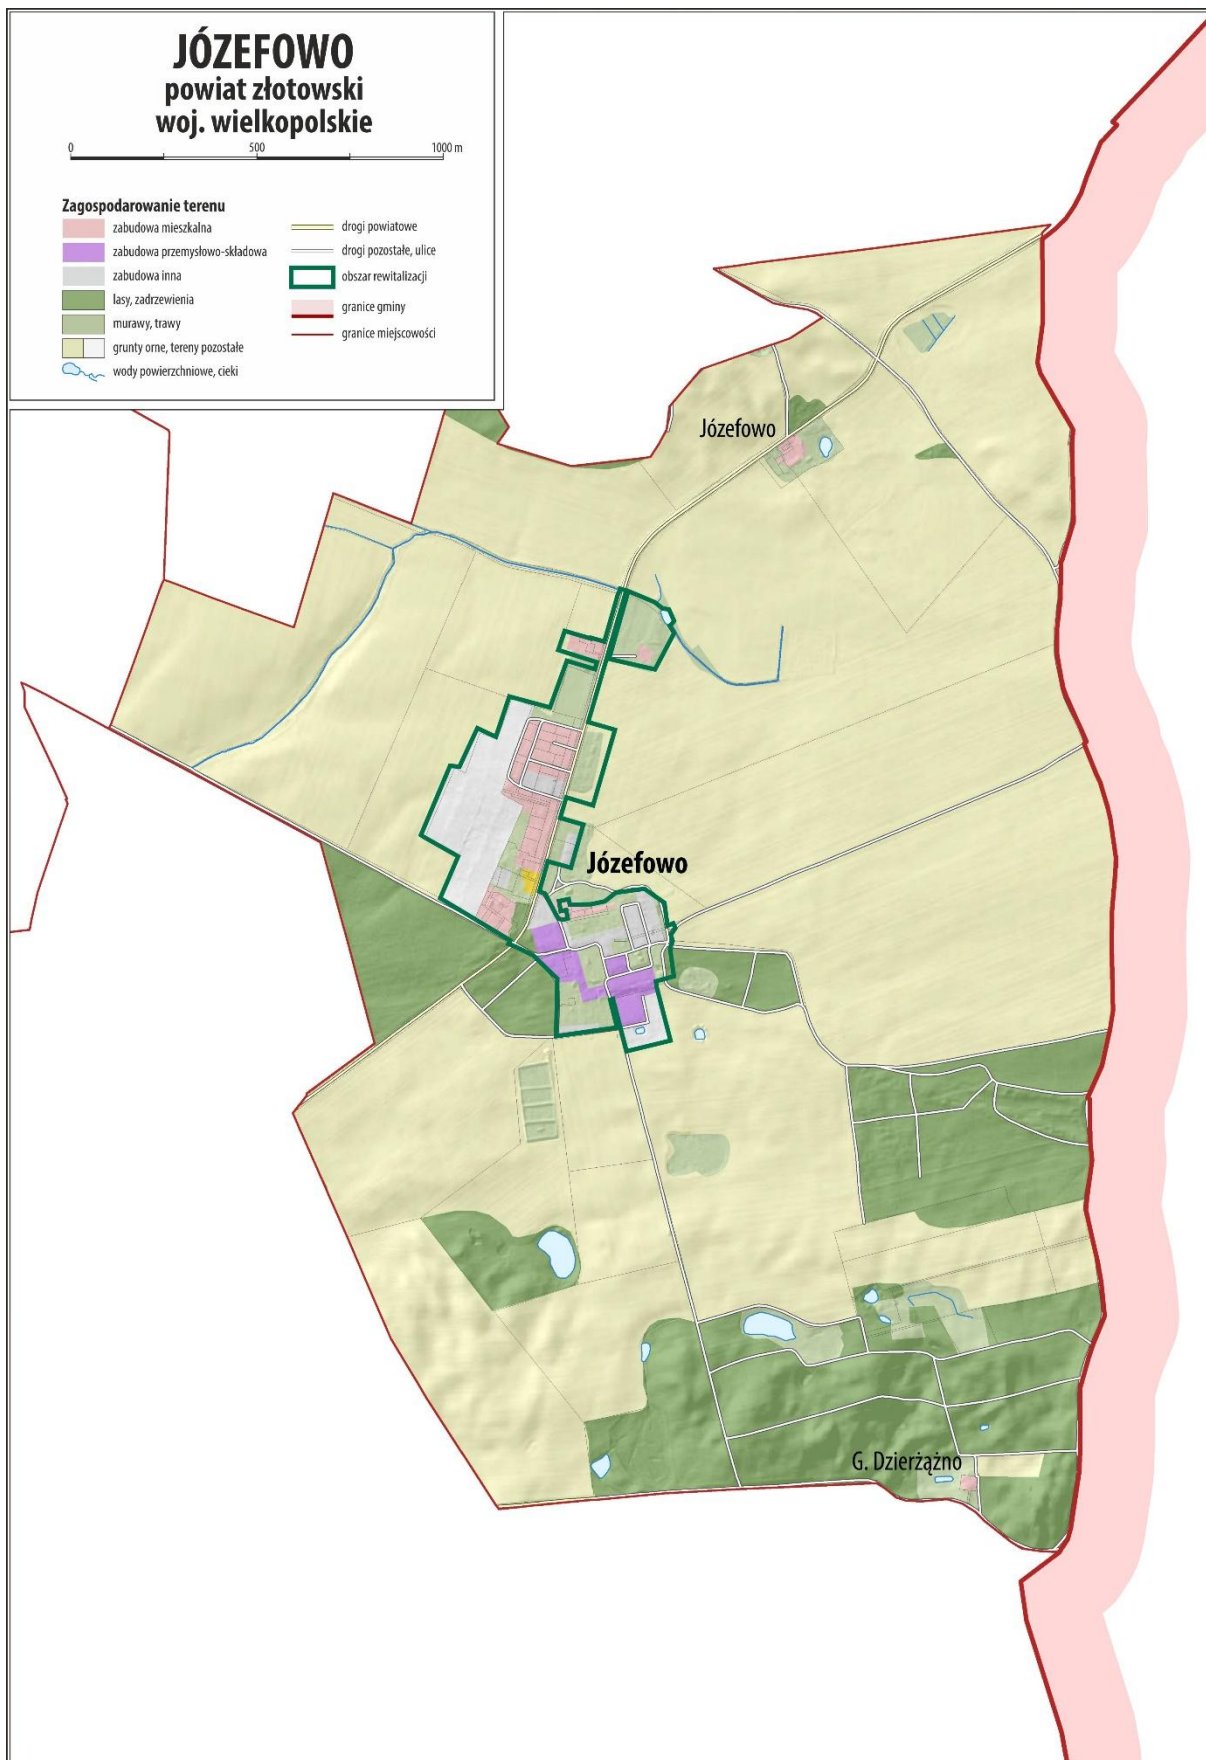 JÓZEFOWO
powiat złotowski
woj. wielkopolskie
0 500 1000 m
Zagospodarowanie terenu
zabudowa mieszkalna
zabudowa przemysłowo-składowa
zabudowa inna
lasy, zadrzewienia
murawy, trawy
grunty orne, tereny pozostałe
wody powierzchniowe, cieki
drogi powiatowe
drogi pozostałe, ulice
obszar rewitalizacji
granice gminy
granice miejscowości
Józefowo
Józefowo
G. Dzierżążno